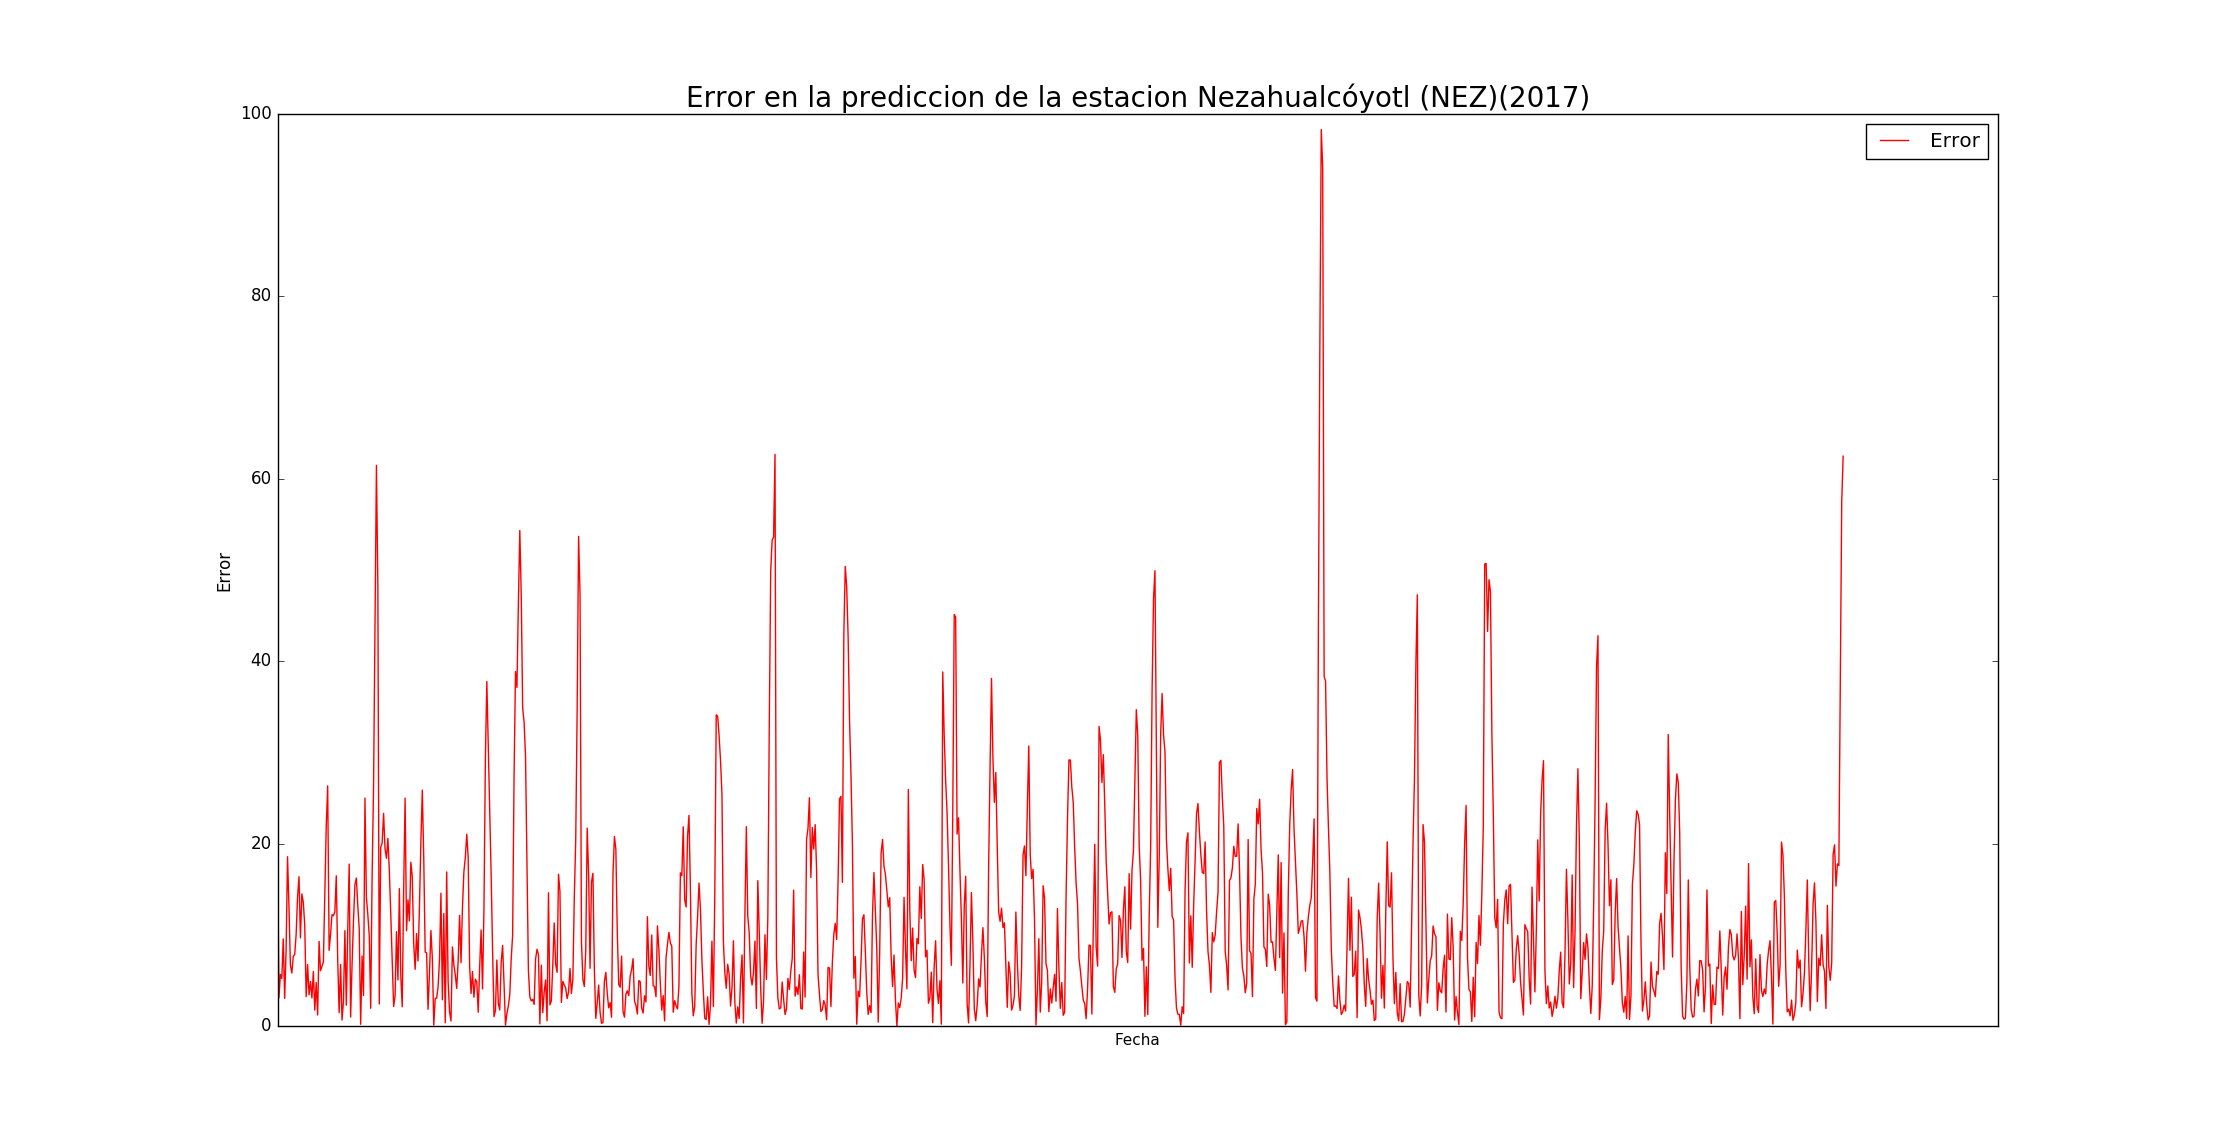 Error en la prediccion de la estacion Nezahualcóyotl (NEZ)(2017)
100
80
60
40
20
0
Error
Error
Fecha